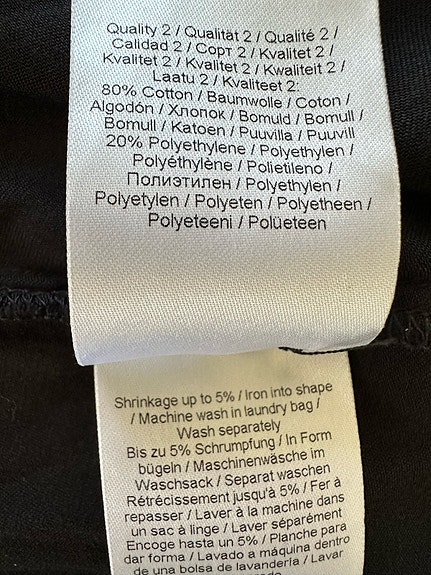 Quality 2 / Qualität 2 / Qualité 2 /
Calidad 2 / Сорт 2 / Kvalitet 2 /
Kvalitet 2 / Kvalitet 2 / Kwaliteit 2 /
Laatu 2 / Kvaliteet 2:
80% Cotton / Baumwolle / Coton /
Algodón / Хлопок / Bomuld / Bomull /
Bomull / Katoen / Puuvilla / Puuvill
20% Polyethylene / Polyethylen /
Polyéthylène / Polietileno /
Полиэтилен / Polyethylen /
Polyetylen / Polyeten / Polyetheen /
Polyeteeni / Polüeteen
Shrinkage up to 5% / Iron into shape
/ Machine wash in laundry bag /
Wash separately
Bis zu 5% Schrumpfung / In Form
bügeln / Maschinenwäsche im
Waschsack / Separat waschen
Rétrécissement jusqu'à 5% / Fer à
repasser / Laver à la machine dans
un sac à linge / Laver séparément
Encoge hasta un 5% / Planche para
dar forma / Lavado a máquina dentro
de una bolsa de lavandería / Lavar